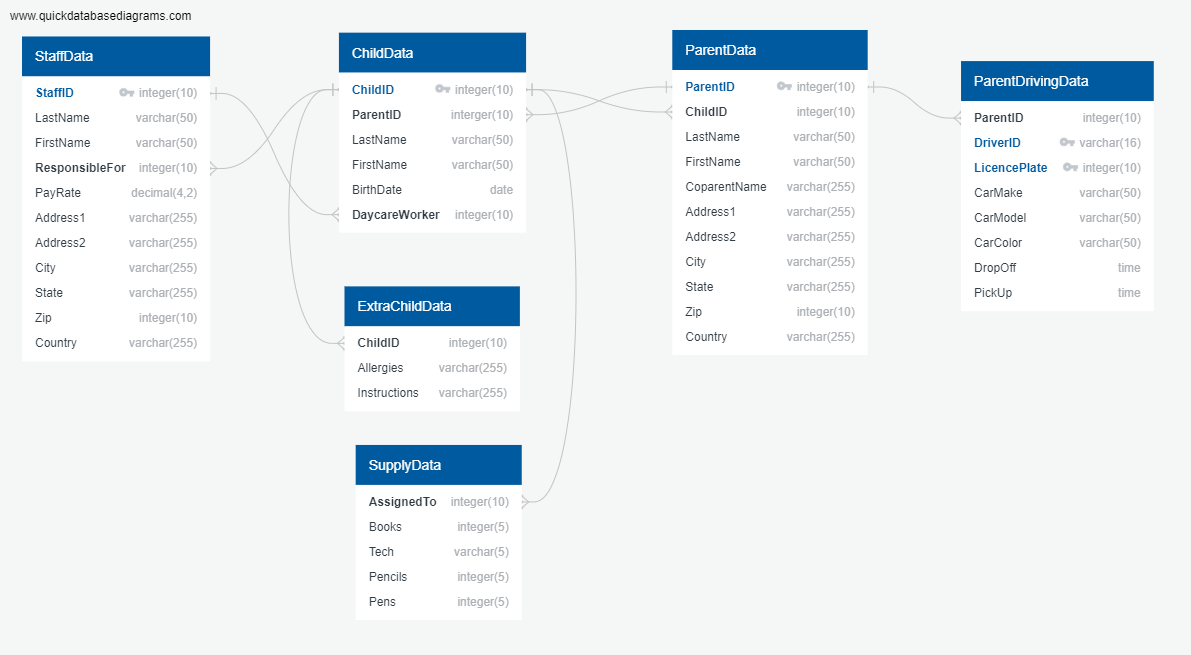 www.quickdatabasediagrams.com
StaffData
StaffID integer(10)
LastName varchar(50)
FirstName varchar(50)
ResponsibleFor integer(10)
PayRate decimal(4,2)
Address1 varchar(255)
Address2 varchar(255)
City varchar(255)
State varchar(255)
Zip integer(10)
Country varchar(255)
ChildData
ChildID integer(10)
ParentID interger(10)
LastName varchar(50)
FirstName varchar(50)
BirthDate date
DaycareWorker integer(10)
ExtraChildData
ChildID integer(10)
Allergies varchar(255)
Instructions varchar(255)
SupplyData
AssignedTo integer(10)
Books integer(5)
Tech varchar(5)
Pencils integer(5)
Pens integer(5)
ParentData
ParentID integer(10)
ChildID integer(10)
LastName varchar(50)
FirstName varchar(50)
CoparentName varchar(255)
Address1 varchar(255)
Address2 varchar(255)
City varchar(255)
State varchar(255)
Zip integer(10)
Country varchar(255)
ParentDrivingData
ParentID integer(10)
DriverID varchar(16)
LicencePlate integer(10)
CarMake varchar(50)
CarModel varchar(50)
CarColor varchar(50)
DropOff time
PickUp time